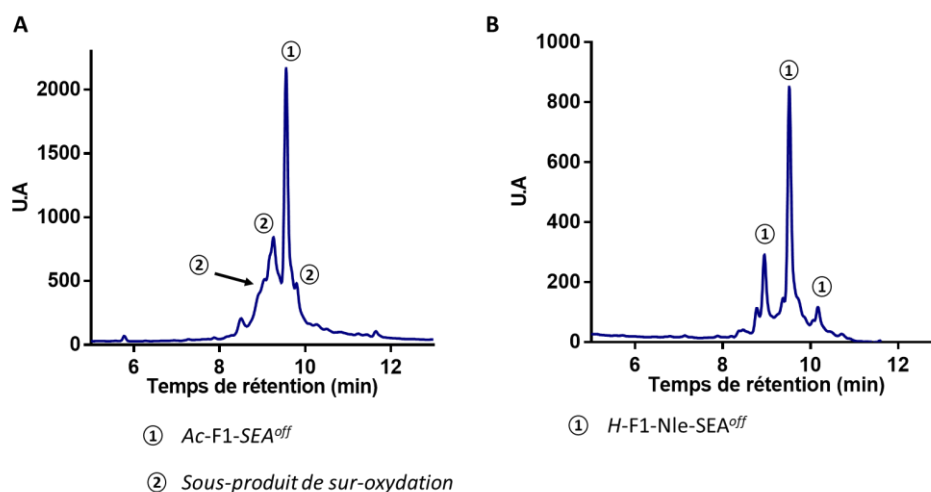 A
①
2000
②
1500
②
1000
②
500
0
U.A
6
8
10
12
Temps de rétention (min)
① Ac-F1-SEAoff
② Sous-produit de sur-oxydation
B
1000
①
800
600
400
①
200
①
0
U.A
6
8
10
12
Temps de rétention (min)
① H-F1-Nle-SEAoff